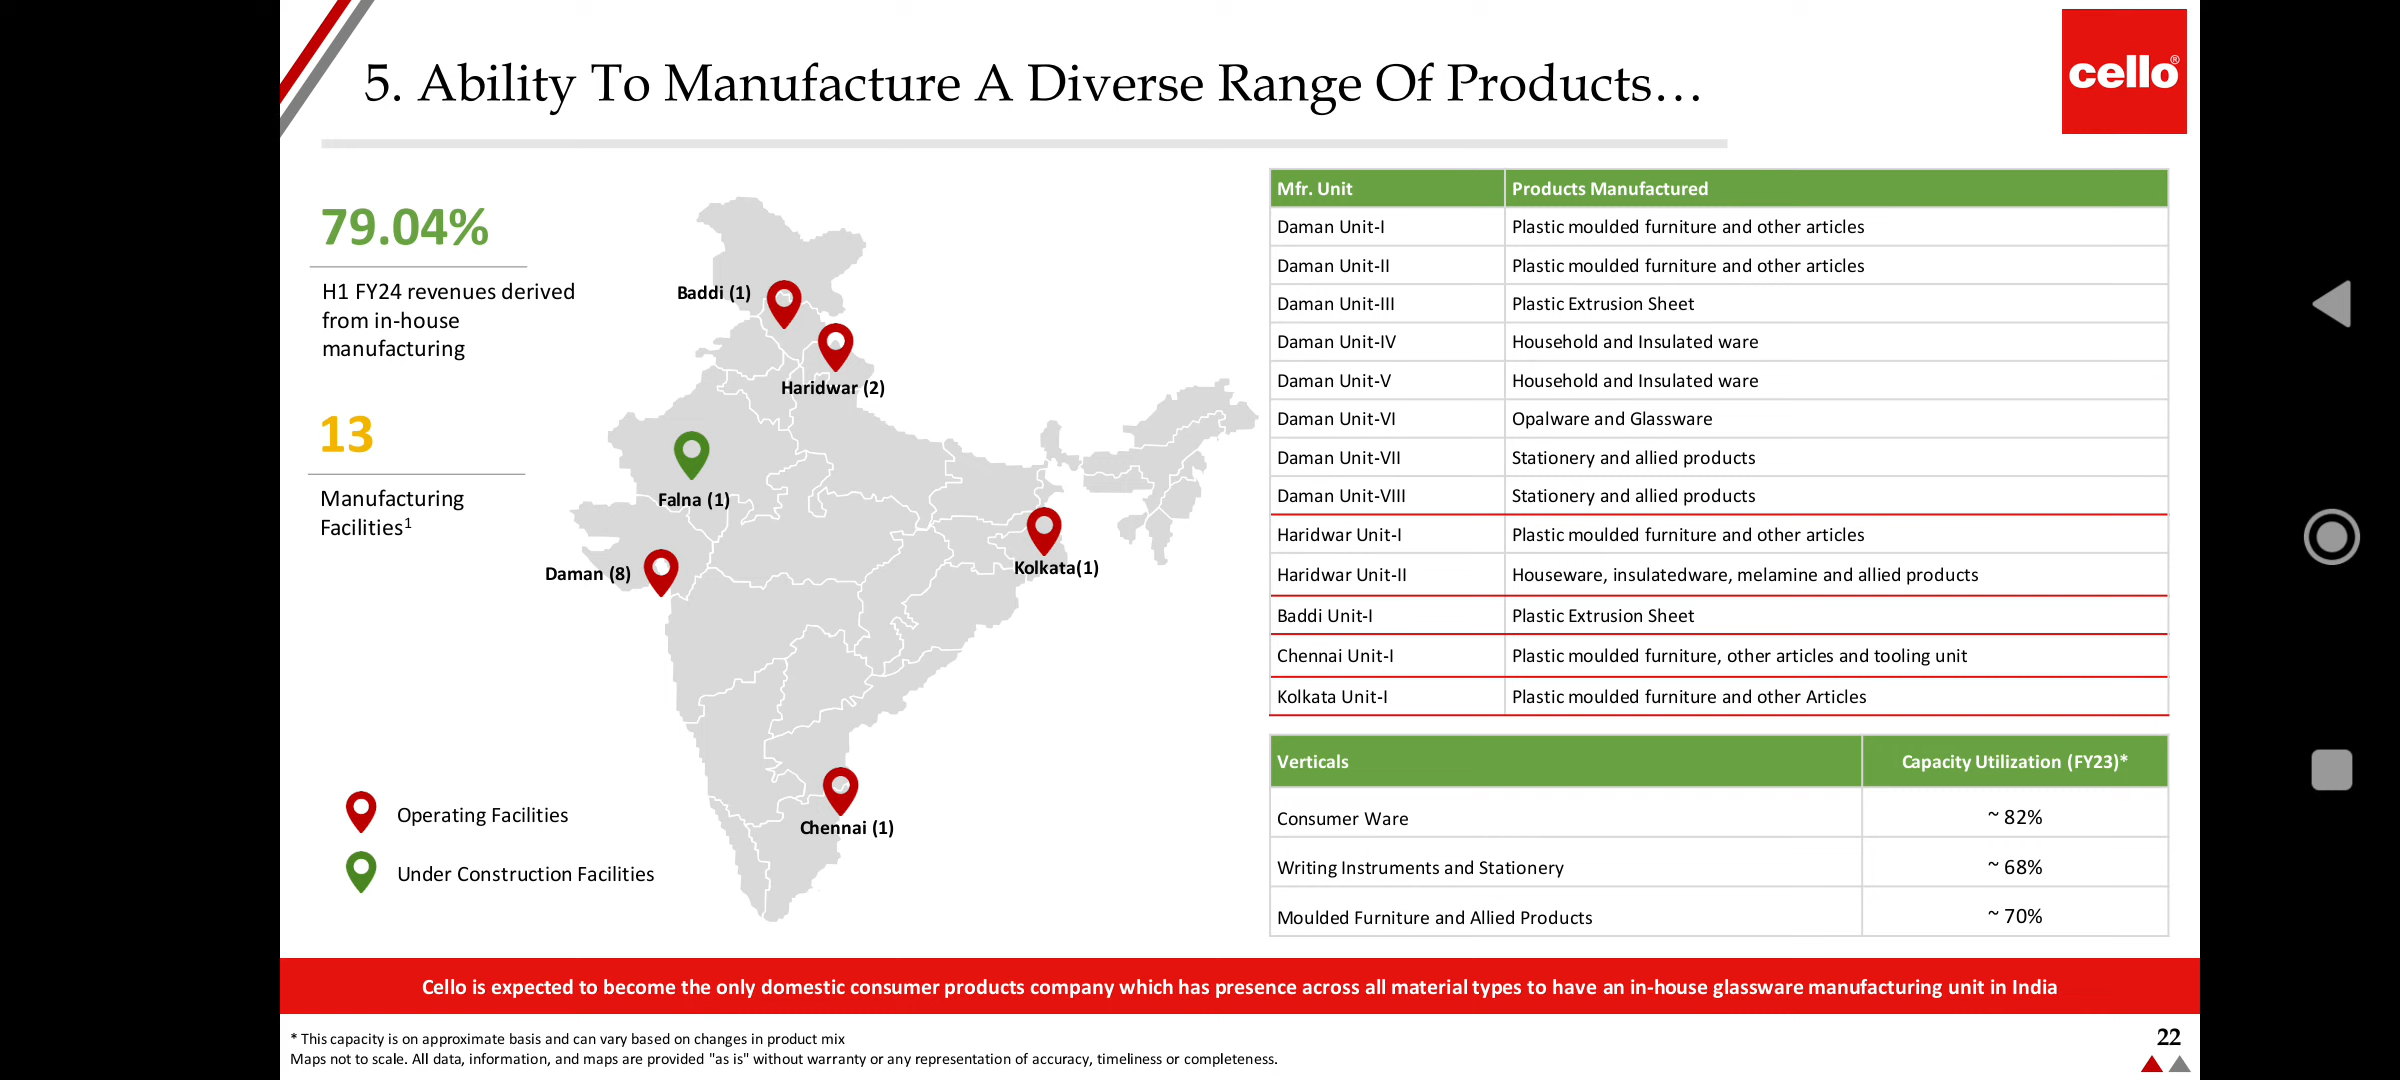 5. Ability To Manufacture A Diverse Range Of Products…
cello®
79.04%
H1 FY24 revenues derived
from in-house
manufacturing
13
Manufacturing
Facilities1
Baddi (1)
Haridwar (2)
Falna (1)
Daman (8)
Kolkata(1)
Chennai (1)
Operating Facilities
Under Construction Facilities
Mfr. Unit Products Manufactured
Daman Unit-I Plastic moulded furniture and other articles
Daman Unit-II Plastic moulded furniture and other articles
Daman Unit-III Plastic Extrusion Sheet
Daman Unit-IV Household and Insulated ware
Daman Unit-V Household and Insulated ware
Daman Unit-VI Opalware and Glassware
Daman Unit-VII Stationery and allied products
Daman Unit-VIII Stationery and allied products
Haridwar Unit-I Plastic moulded furniture and other articles
Haridwar Unit-II Houseware, insulatedware, melamine and allied products
Baddi Unit-I Plastic Extrusion Sheet
Chennai Unit-I Plastic moulded furniture, other articles and tooling unit
Kolkata Unit-I Plastic moulded furniture and other Articles
Verticals Capacity Utilization (FY23)*
Consumer Ware ~ 82%
Writing Instruments and Stationery ~ 68%
Moulded Furniture and Allied Products ~ 70%
Cello is expected to become the only domestic consumer products company which has presence across all material types to have an in-house glassware manufacturing unit in India
* This capacity is on approximate basis and can vary based on changes in product mix
Maps not to scale. All data, information, and maps are provided "as is" without warranty or any representation of accuracy, timeliness or completeness.
22